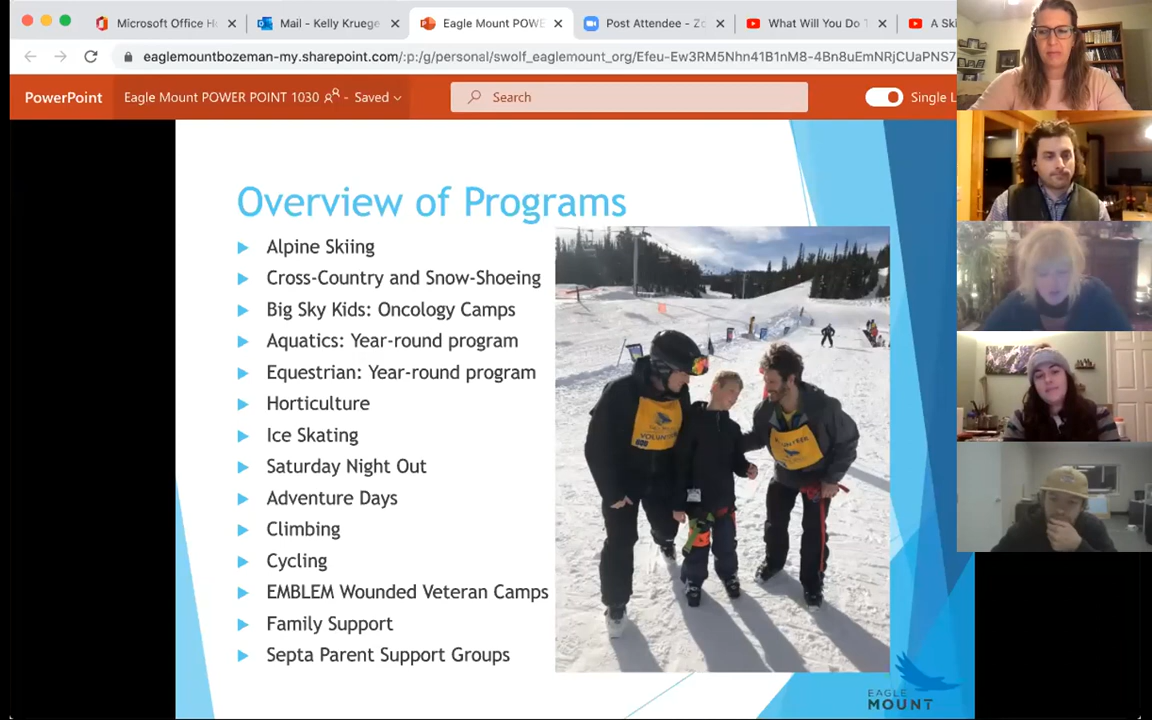 Microsoft Office Ho
Mail - Kelly Kruege
Eagle Mount POWE
Post Attendee - Zo
What Will You Do T
A Ski
eaglemountbozeman-my.sharepoint.com/:p:/g/personal/swolf_eaglemount_org/Efeu-Ew3RM5Nhn41B1nM8-4Bn8uEmNRjCUaPNS7
PowerPoint
Eagle Mount POWER POINT 1030 - Saved
Search
Single L
Overview of Programs
Alpine Skiing
Cross-Country and Snow-Shoeing
Big Sky Kids: Oncology Camps
Aquatics: Year-round program
Equestrian: Year-round program
Horticulture
Ice Skating
Saturday Night Out
Adventure Days
Climbing
Cycling
EMBLEM Wounded Veteran Camps
Family Support
Septa Parent Support Groups
VOLUNTEER
EAGLE
MOUNT